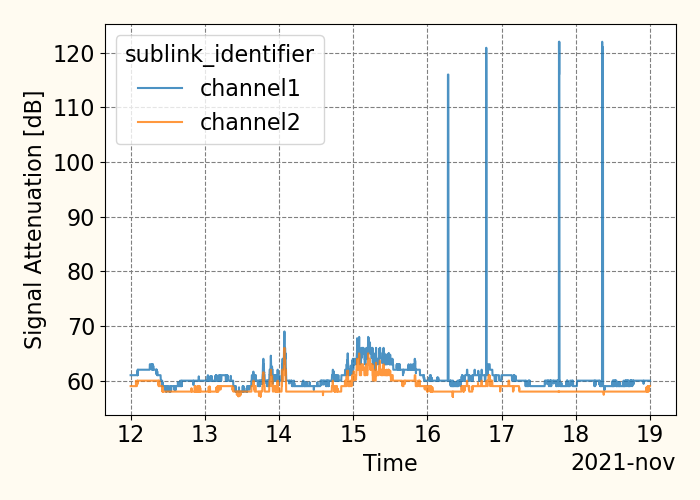 sublink_identifier
channel1
channel2
Signal Attenuation [dB]
120
110
100
90
80
70
60
12 13 14 15 16 17 18 19
Time
2021-nov